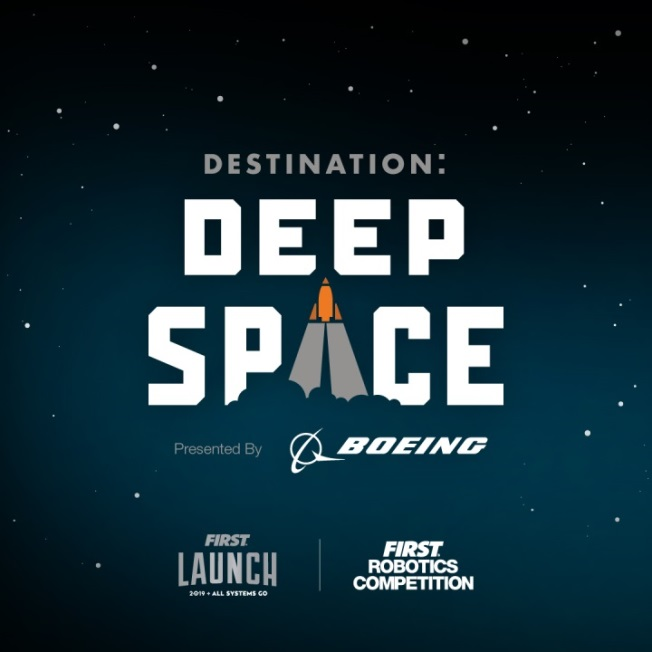 DESTINATION:
DEEP
SPACE
Presented By BOEING
FIRST LAUNCH
2019 + ALL SYSTEMS GO
FIRST
ROBOTICS
COMPETITION